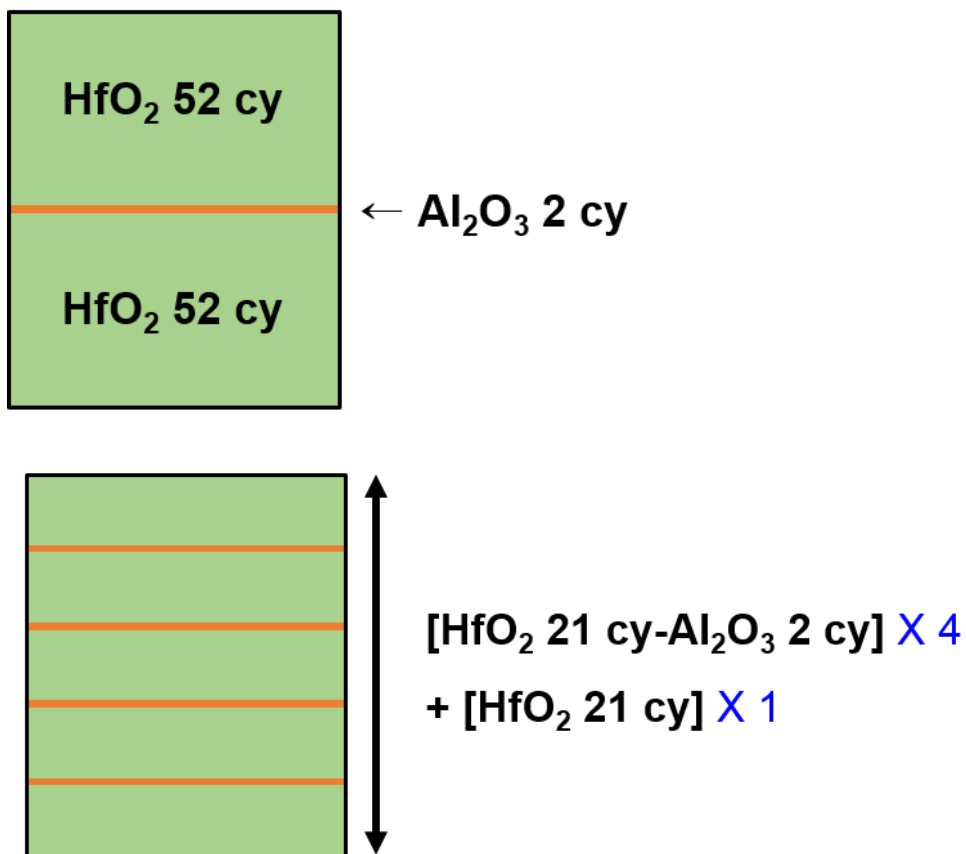 HfO₂ 52 cy
← Al₂O₃ 2 cy
HfO₂ 52 cy
[HfO₂ 21 cy-Al₂O₃ 2 cy] X 4
+ [HfO₂ 21 cy] X 1